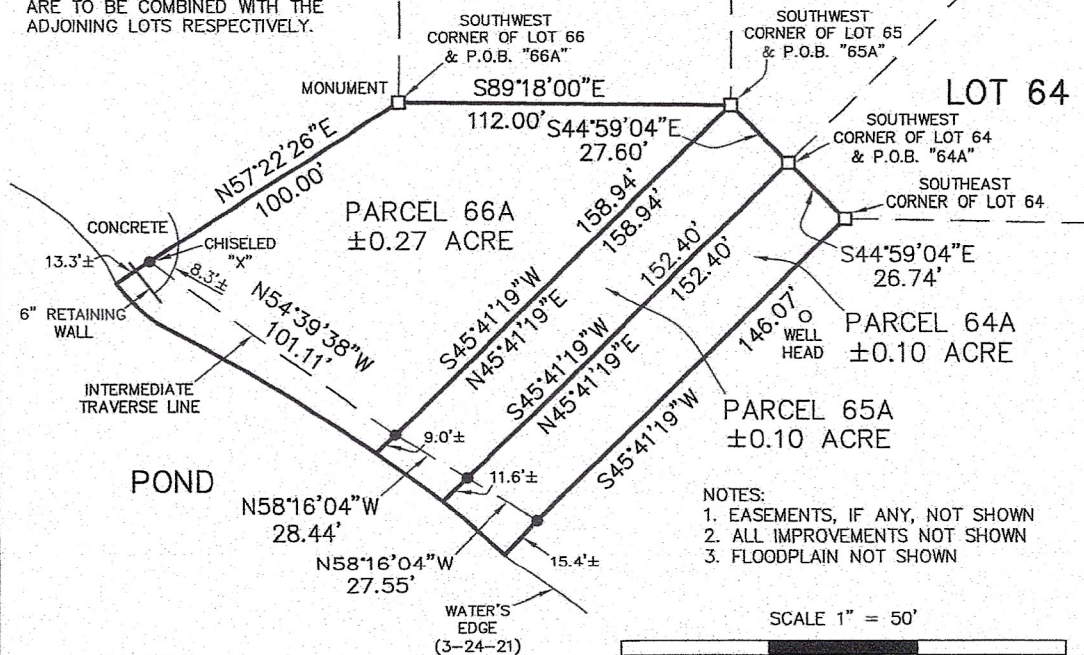 ARE TO BE COMBINED WITH THE
ADJOINING LOTS RESPECTIVELY.
SOUTHWEST
CORNER OF LOT 66
& P.O.B. "66A"
SOUTHWEST
CORNER OF LOT 65
& P.O.B. "65A"
LOT 64
MONUMENT
S89°18'00"E
112.00'
S44°59'04"E
27.60'
SOUTHWEST
CORNER OF LOT 64
& P.O.B. "64A"
SOUTHEAST
CORNER OF LOT 64
N57°22'26"E
100.00'
PARCEL 66A
±0.27 ACRE
158.94'
158.94'
152.40'
152.40'
S44°59'04"E
26.74'
CONCRETE
CHISELED
"X"
13.3'±
8.3'±
6" RETAINING
WALL
N54°39'38"W
101.11'
S45°41'19"W
N45°41'19"E
S45°41'19"W
N45°41'19"E
146.07'
WELL
HEAD
PARCEL 64A
±0.10 ACRE
INTERMEDIATE
TRAVERSE LINE
S45°41'19"W
PARCEL 65A
±0.10 ACRE
9.0'±
11.6'±
POND
N58°16'04"W
28.44'
N58°16'04"W
27.55'
15.4'±
NOTES:
1. EASEMENTS, IF ANY, NOT SHOWN
2. ALL IMPROVEMENTS NOT SHOWN
3. FLOODPLAIN NOT SHOWN
WATER'S
EDGE
(3-24-21)
SCALE 1" = 50'